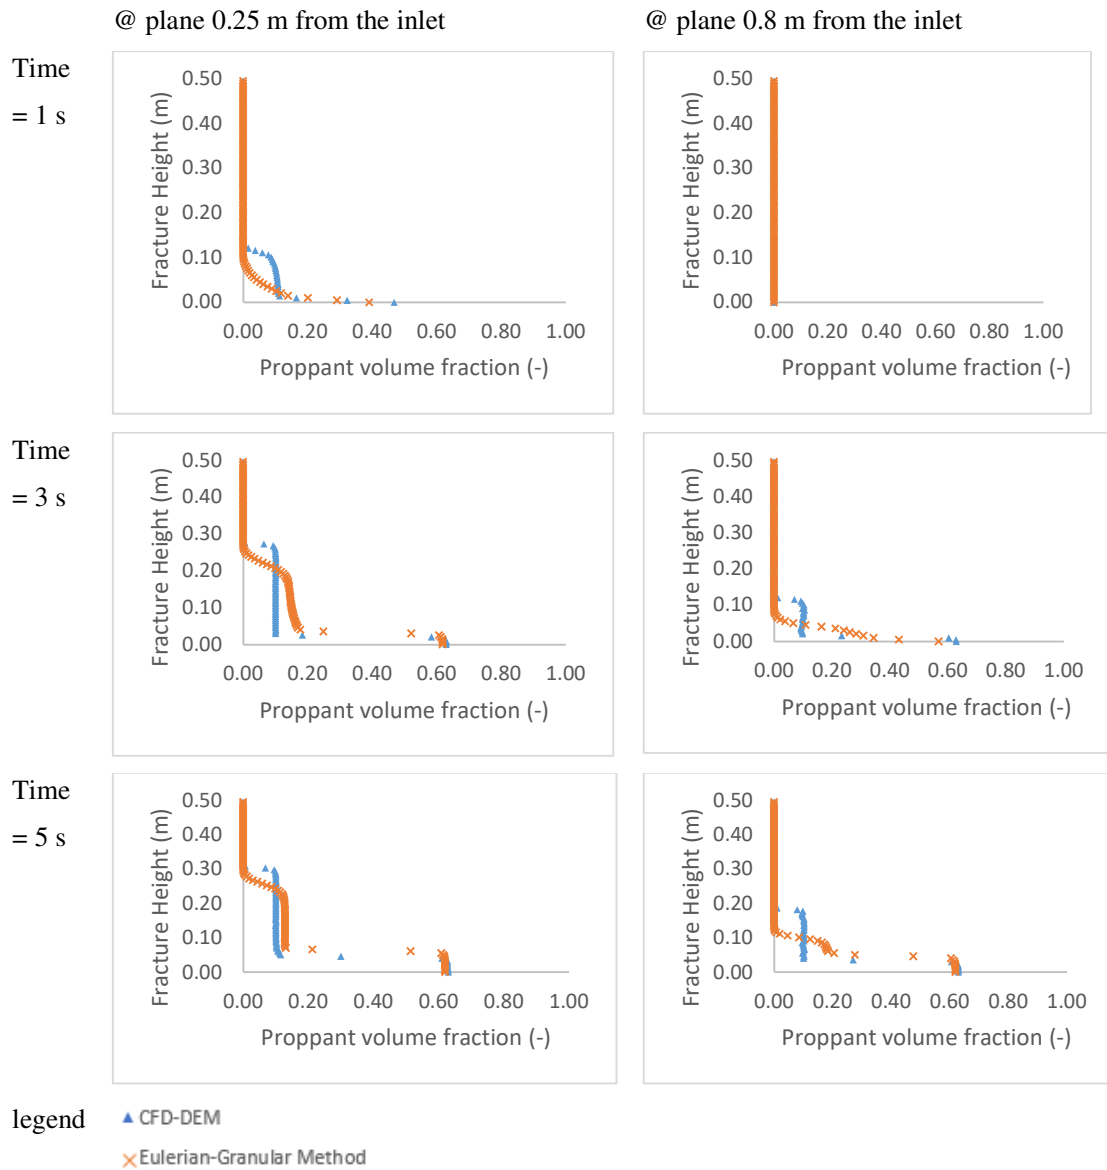 @ plane 0.25 m from the inlet
@ plane 0.8 m from the inlet
Time
= 1 s
Fracture Height (m)
0.50
0.40
0.30
0.20
0.10
0.00
0.00 0.20 0.40 0.60 0.80 1.00
Proppant volume fraction (-)
Fracture Height (m)
0.50
0.40
0.30
0.20
0.10
0.00
0.00 0.20 0.40 0.60 0.80 1.00
Proppant volume fraction (-)
Time
= 3 s
Fracture Height (m)
0.50
0.40
0.30
0.20
0.10
0.00
0.00 0.20 0.40 0.60 0.80 1.00
Proppant volume fraction (-)
Fracture Height (m)
0.50
0.40
0.30
0.20
0.10
0.00
0.00 0.20 0.40 0.60 0.80 1.00
Proppant volume fraction (-)
Time
= 5 s
Fracture Height (m)
0.50
0.40
0.30
0.20
0.10
0.00
0.00 0.20 0.40 0.60 0.80 1.00
Proppant volume fraction (-)
Fracture Height (m)
0.50
0.40
0.30
0.20
0.10
0.00
0.00 0.20 0.40 0.60 0.80 1.00
Proppant volume fraction (-)
legend
CFD-DEM
Eulerian-Granular Method